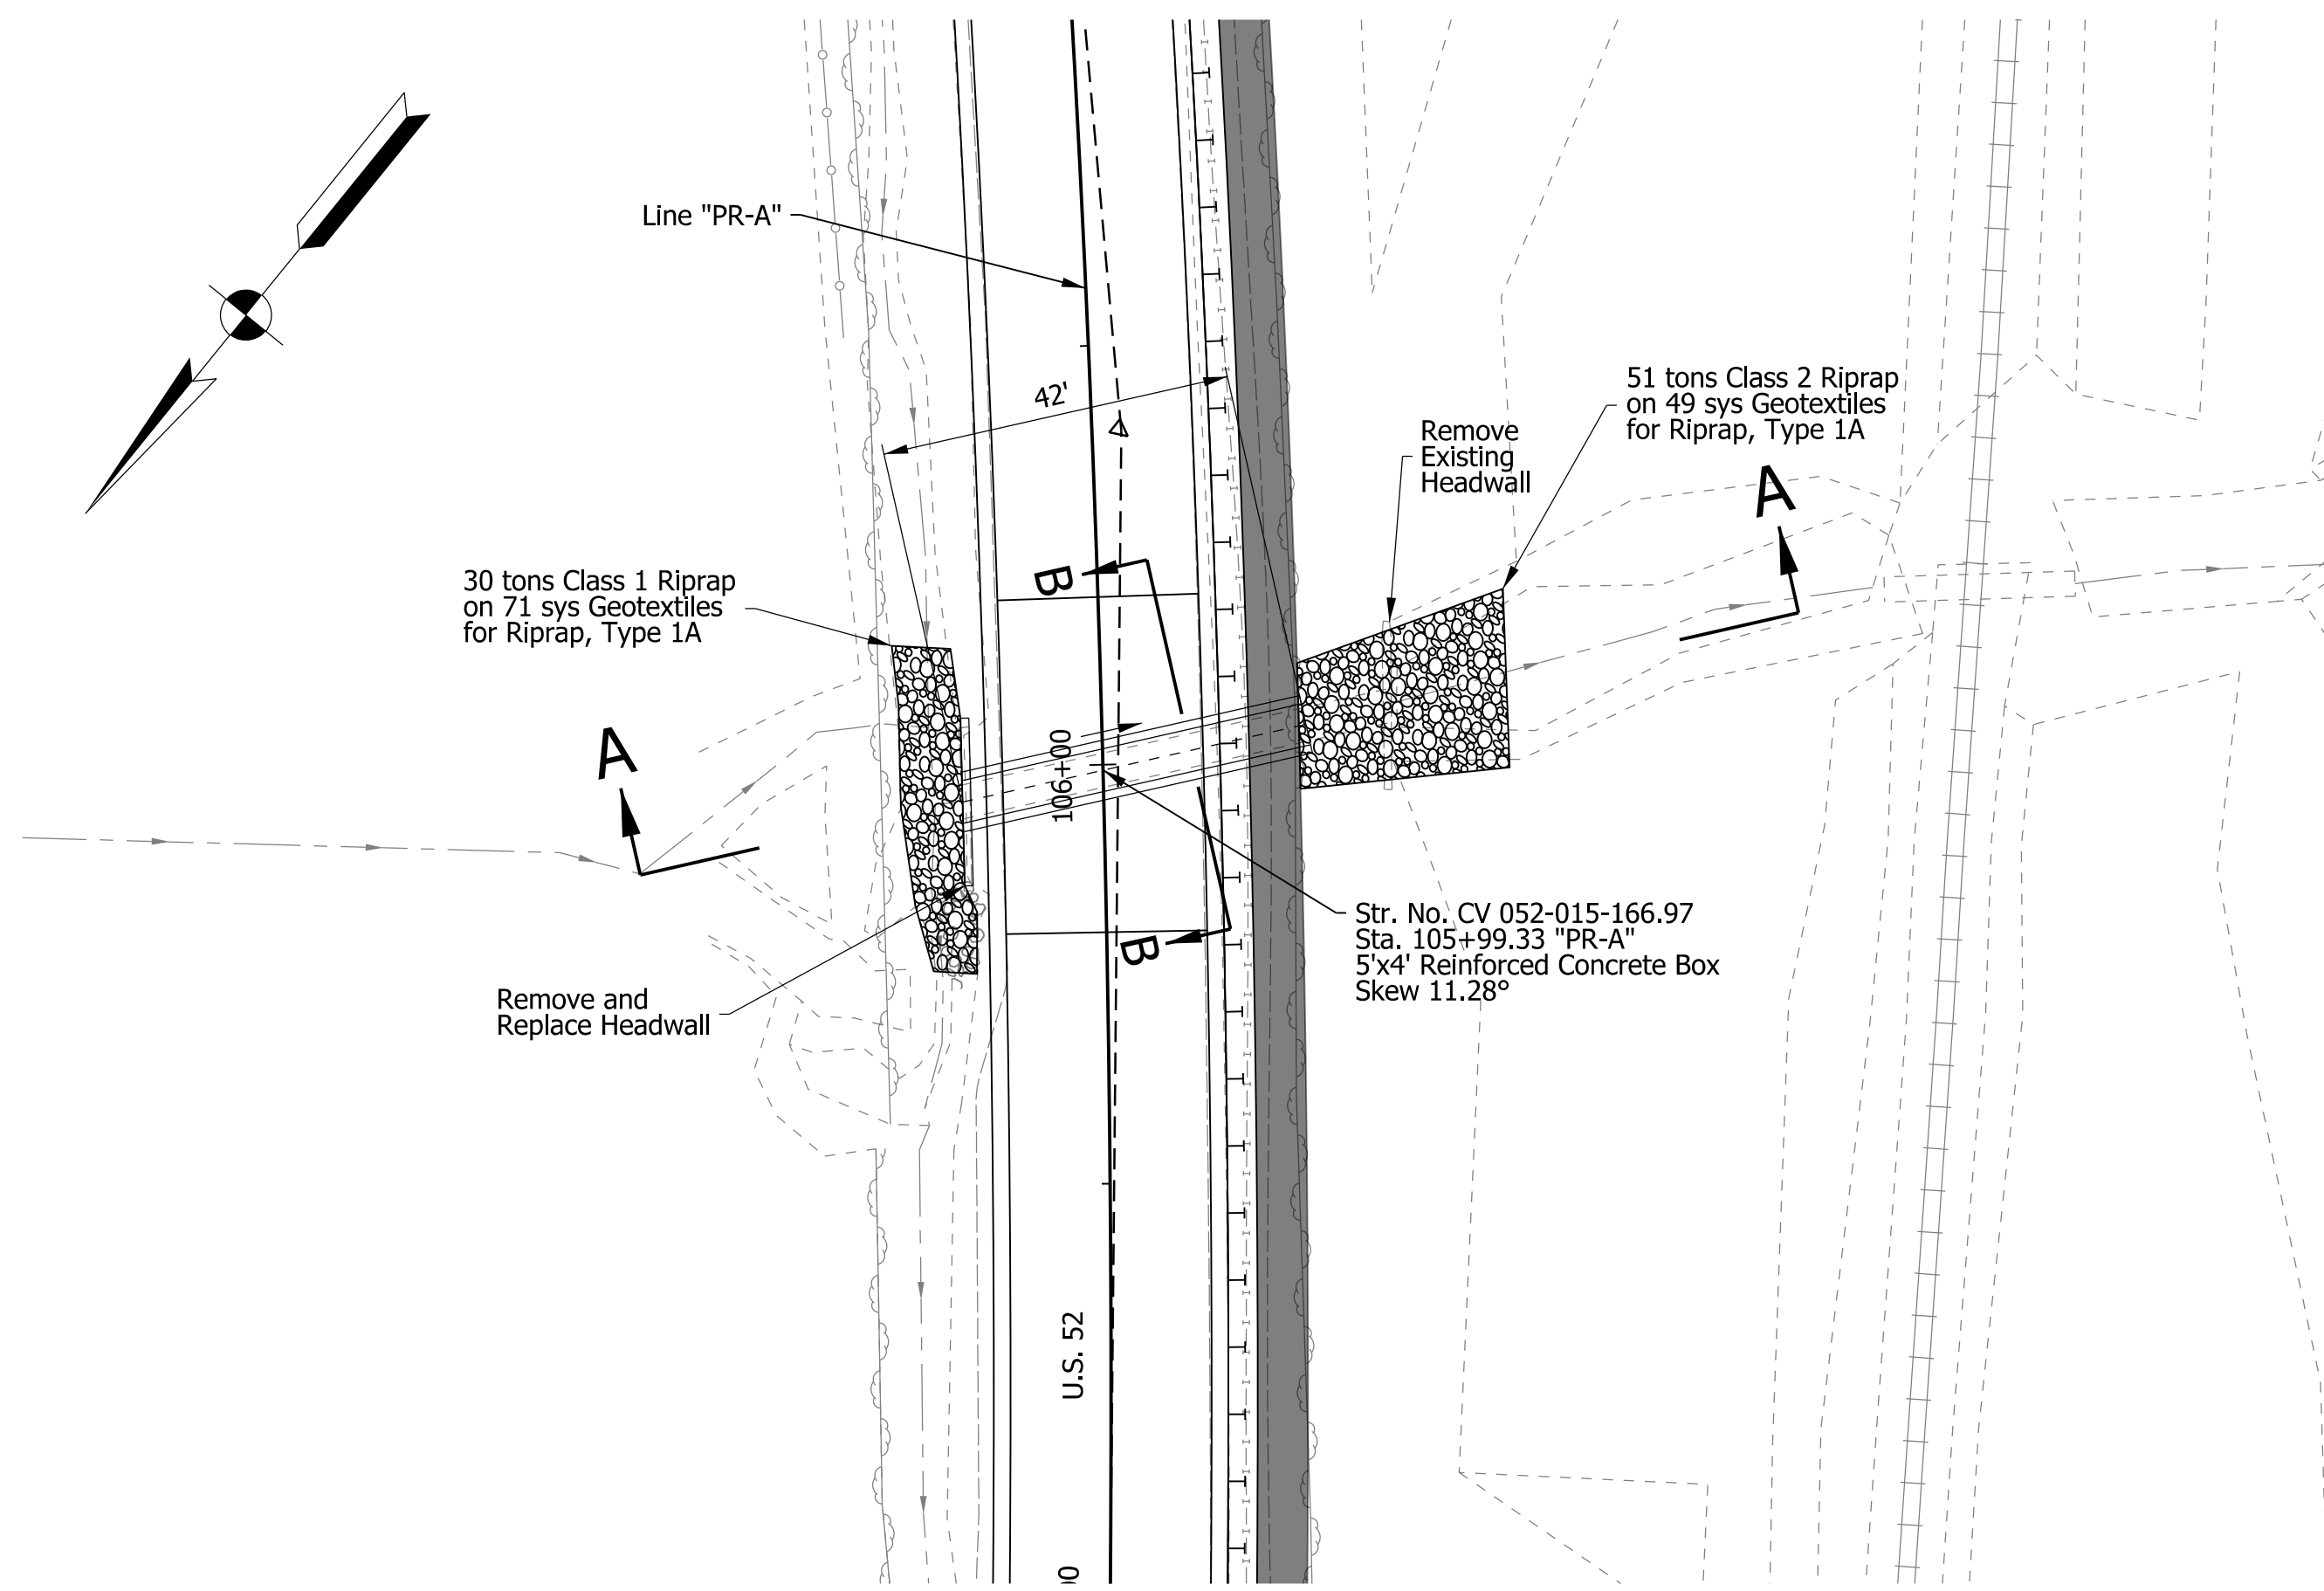 Line "PR-A"
42'
51 tons Class 2 Riprap
on 49 sys Geotextiles
for Riprap, Type 1A
Remove
Existing
Headwall
A
B
30 tons Class 1 Riprap
on 71 sys Geotextiles
for Riprap, Type 1A
A
106+00
Str. No. CV 052-015-166.97
Sta. 105+99.33 "PR-A"
5'x4' Reinforced Concrete Box
Skew 11.28°
B
Remove and
Replace Headwall
U.S. 52